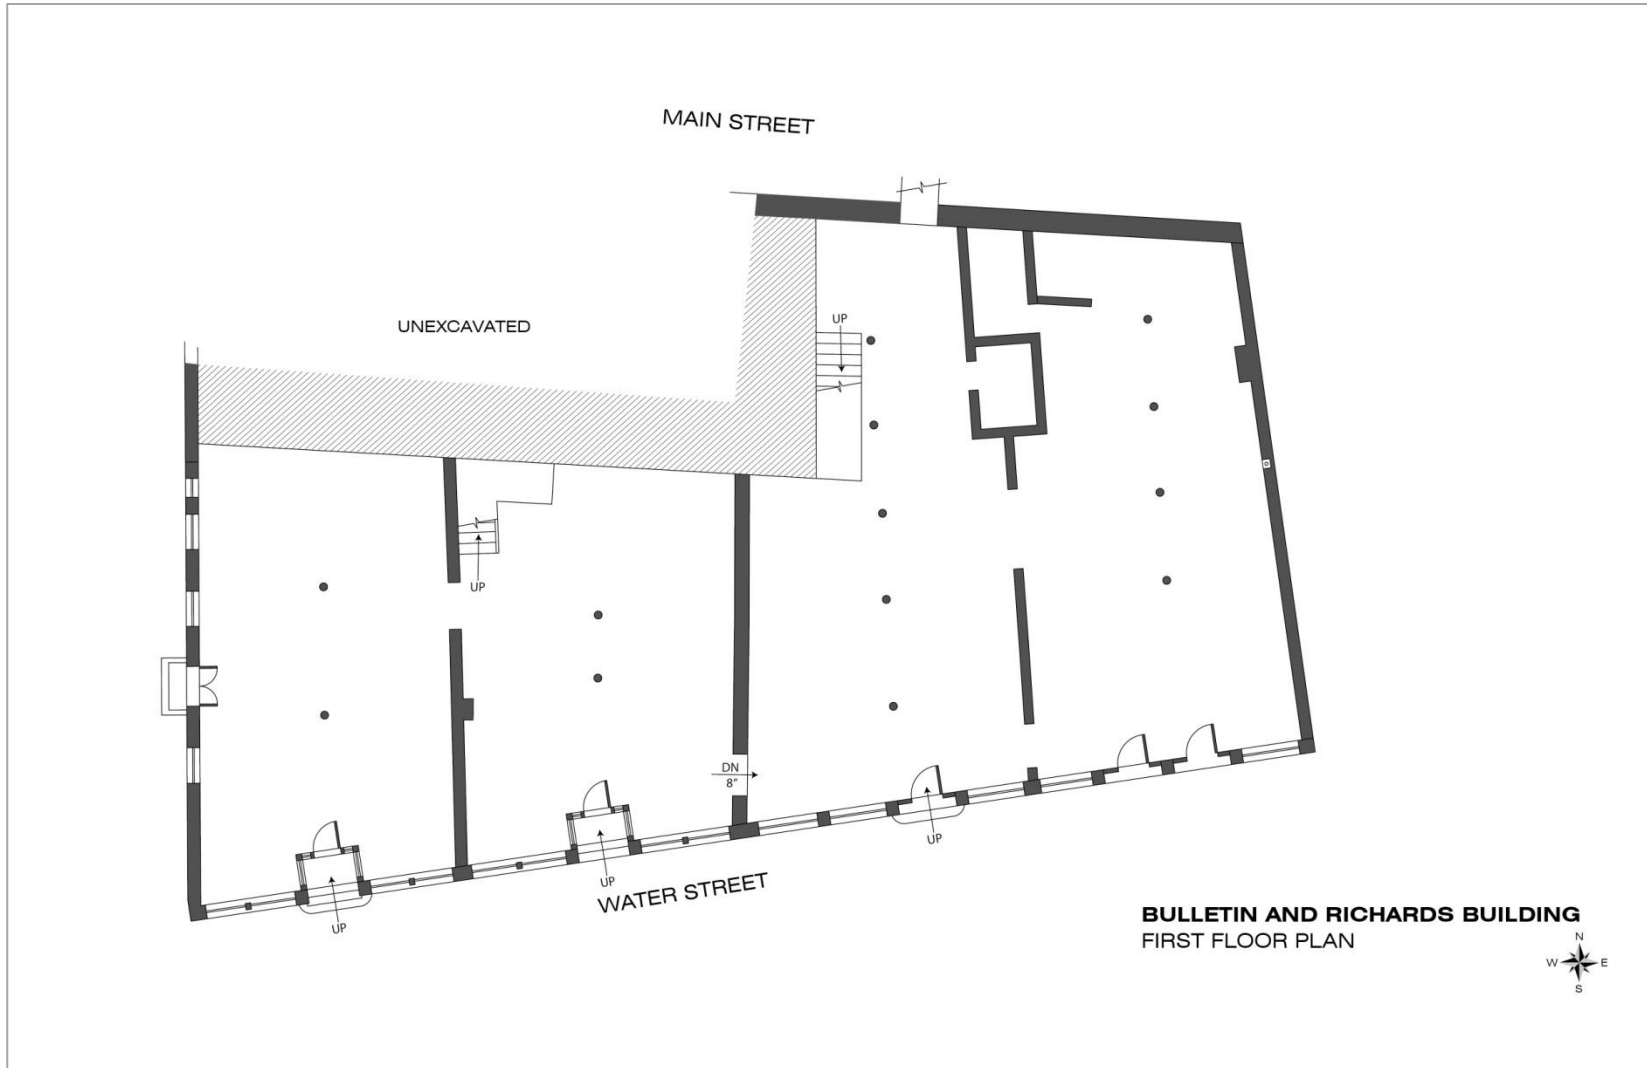 MAIN STREET
UNEXCAVATED
UP
UP
DN
8"
UP
UP
UP
WATER STREET
BULLETIN AND RICHARDS BUILDING
FIRST FLOOR PLAN
N
W E
S